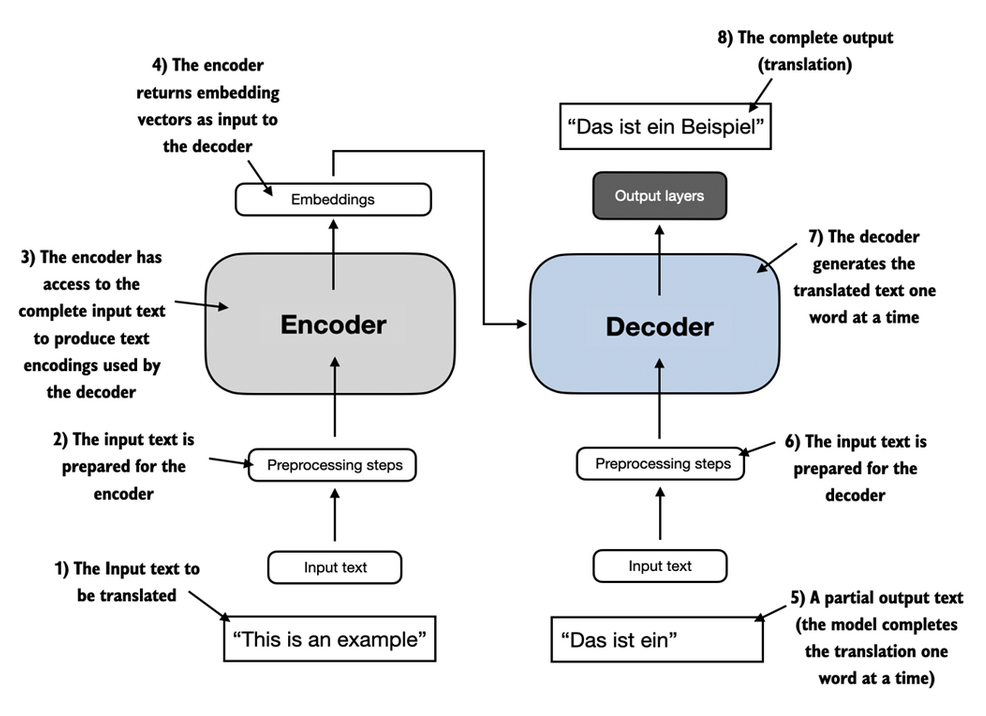 8) The complete output
(translation)
4) The encoder
returns embedding
vectors as input to
the decoder
“Das ist ein Beispiel”
Embeddings
Output layers
3) The encoder has
access to the
complete input text
to produce text
encodings used by
the decoder
Encoder
Decoder
7) The decoder
generates the
translated text one
word at a time
2) The input text is
prepared for the
encoder
Preprocessing steps
Preprocessing steps
6) The input text is
prepared for the
decoder
Input text
Input text
1) The Input text to
be translated
“This is an example”
“Das ist ein”
5) A partial output text
(the model completes
the translation one
word at a time)